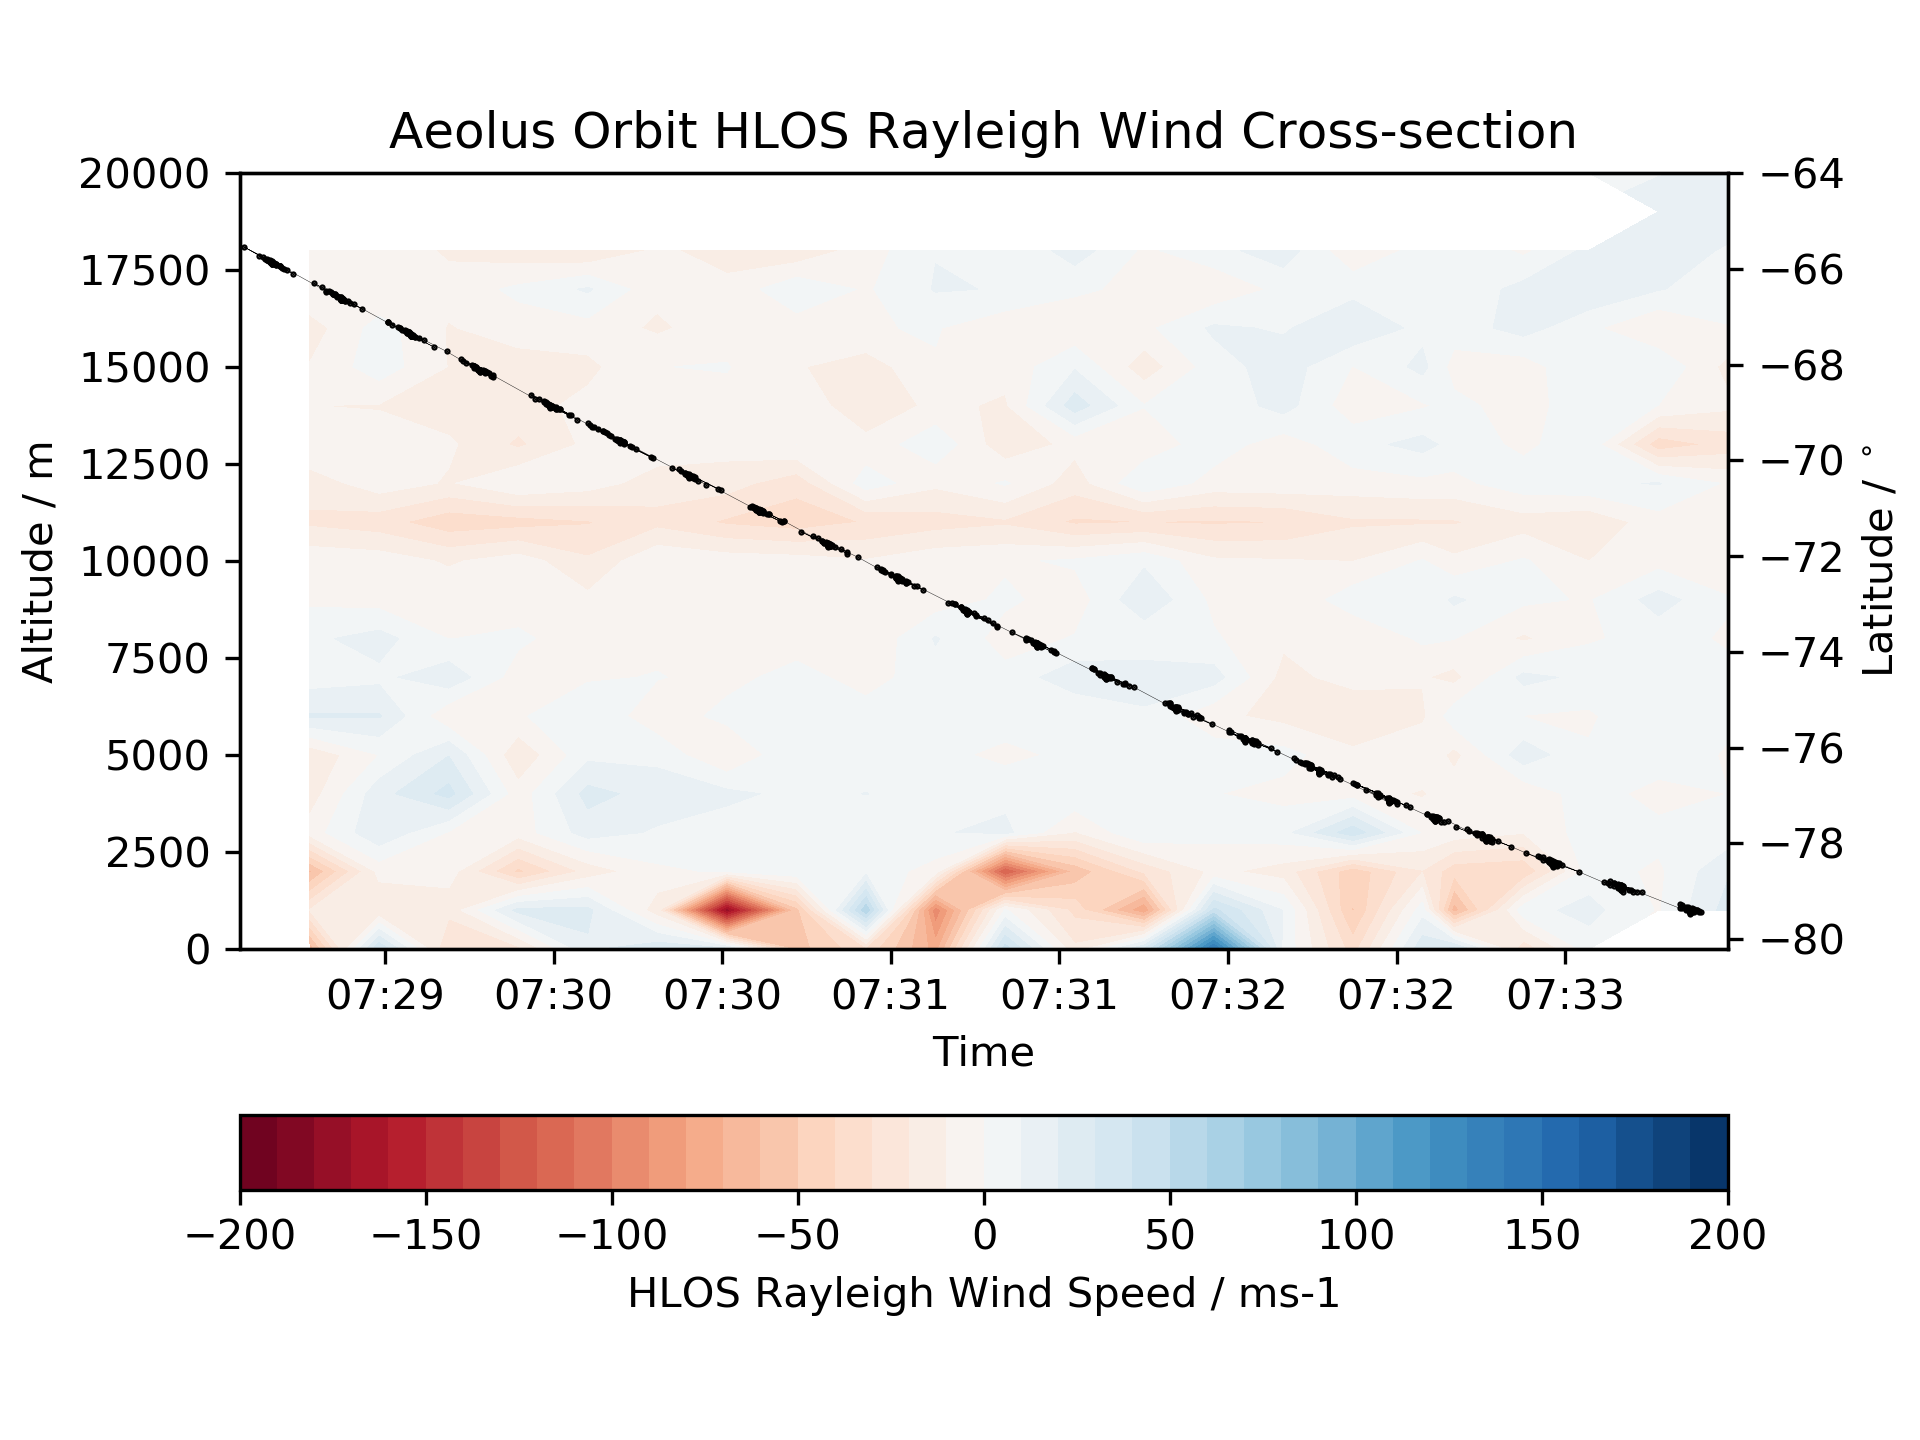 Aeolus Orbit HLOS Rayleigh Wind Cross-section
20000
17500
15000
12500
10000
7500
5000
2500
0
Altitude / m
−64
−66
−68
−70
−72
−74
−76
−78
−80
Latitude / °
07:29 07:30 07:30 07:31 07:31 07:32 07:32 07:33
Time
−200 −150 −100 −50 0 50 100 150 200
HLOS Rayleigh Wind Speed / ms-1